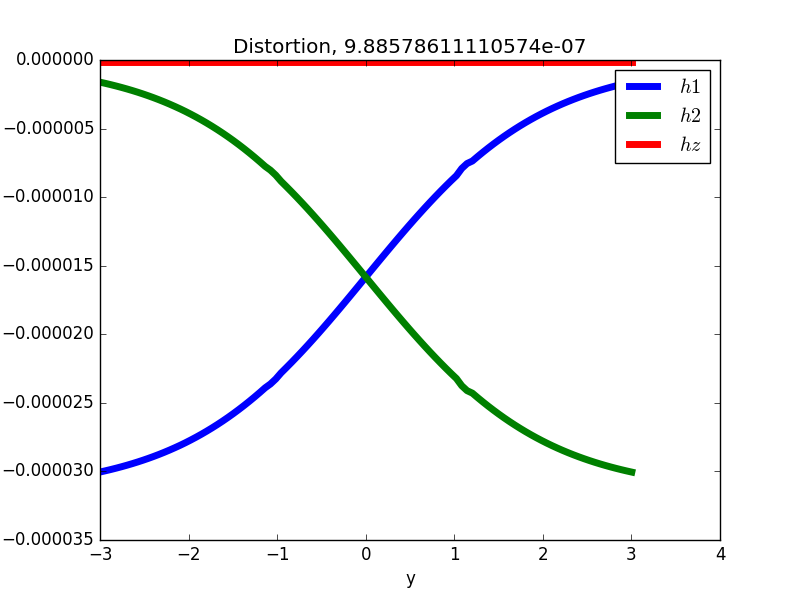 Distortion, 9.88578611110574e-07
0.000000
−0.000005
−0.000010
−0.000015
−0.000020
−0.000025
−0.000030
−0.000035
h1
h2
hz
−3 −2 −1 0 1 2 3 4
y